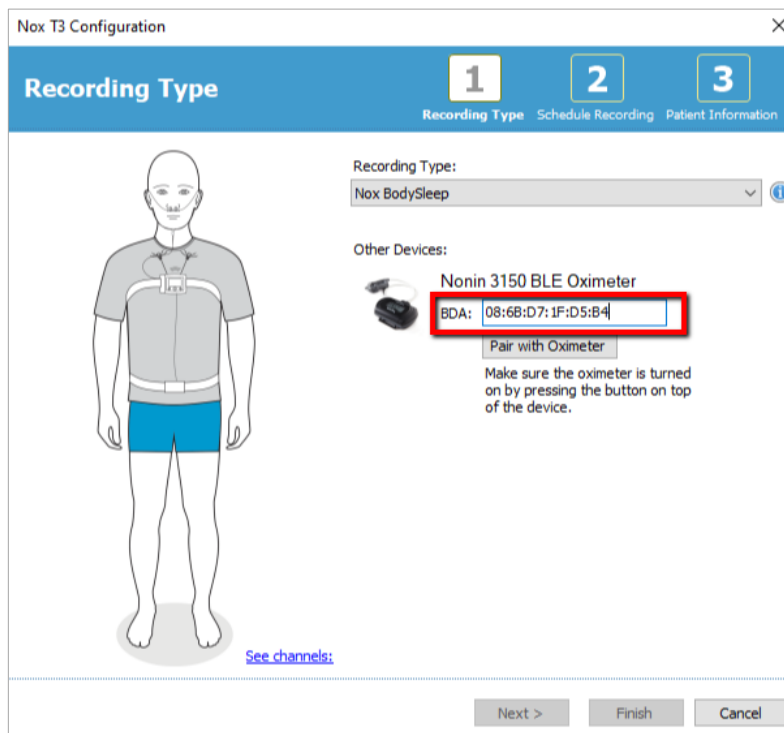 Nox T3 Configuration
Recording Type
1
Recording Type
2
Schedule Recording
3
Patient Information
Recording Type:
Nox BodySleep
Other Devices:
Nonin 3150 BLE Oximeter
BDA: 08:6B:D7:1F:D5:B4
Pair with Oximeter
Make sure the oximeter is turned
on by pressing the button on top
of the device.
See channels:
Next >
Finish
Cancel